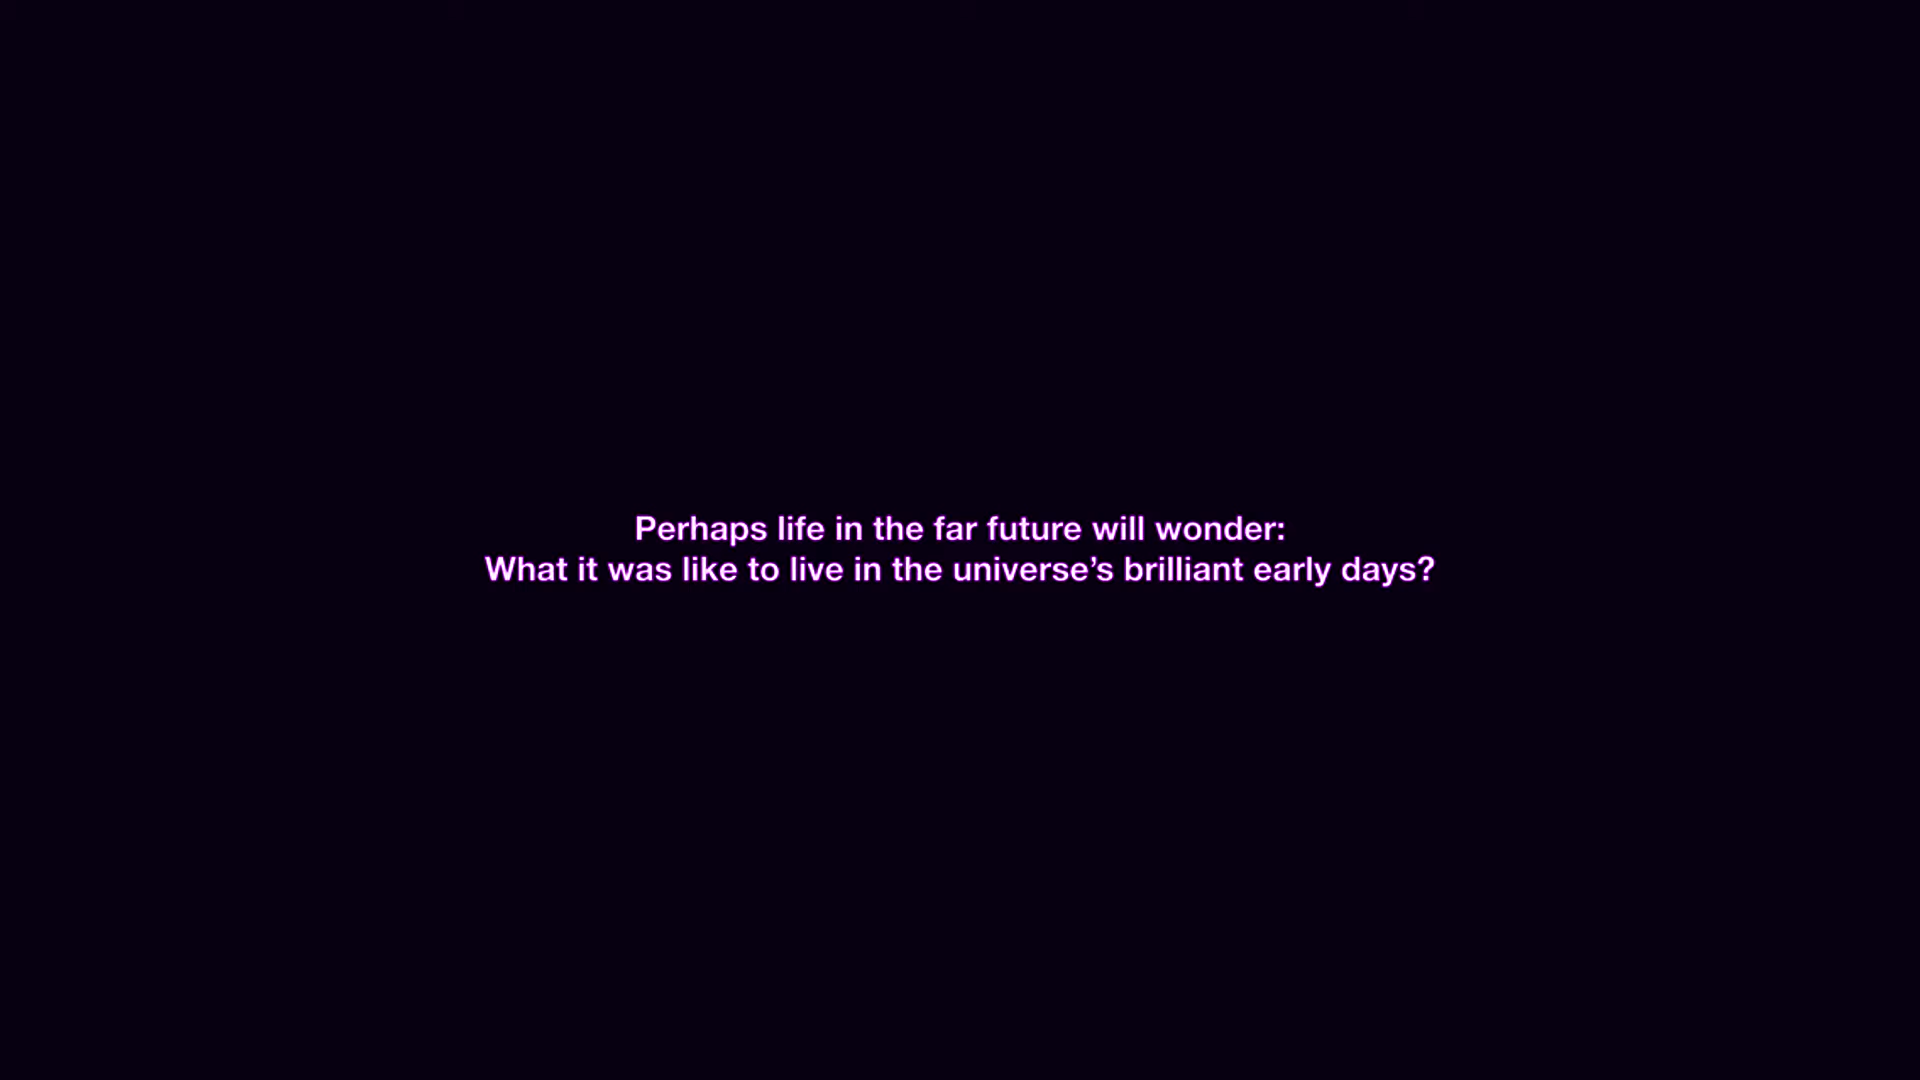 Perhaps life in the far future will wonder:
What it was like to live in the universe’s brilliant early days?